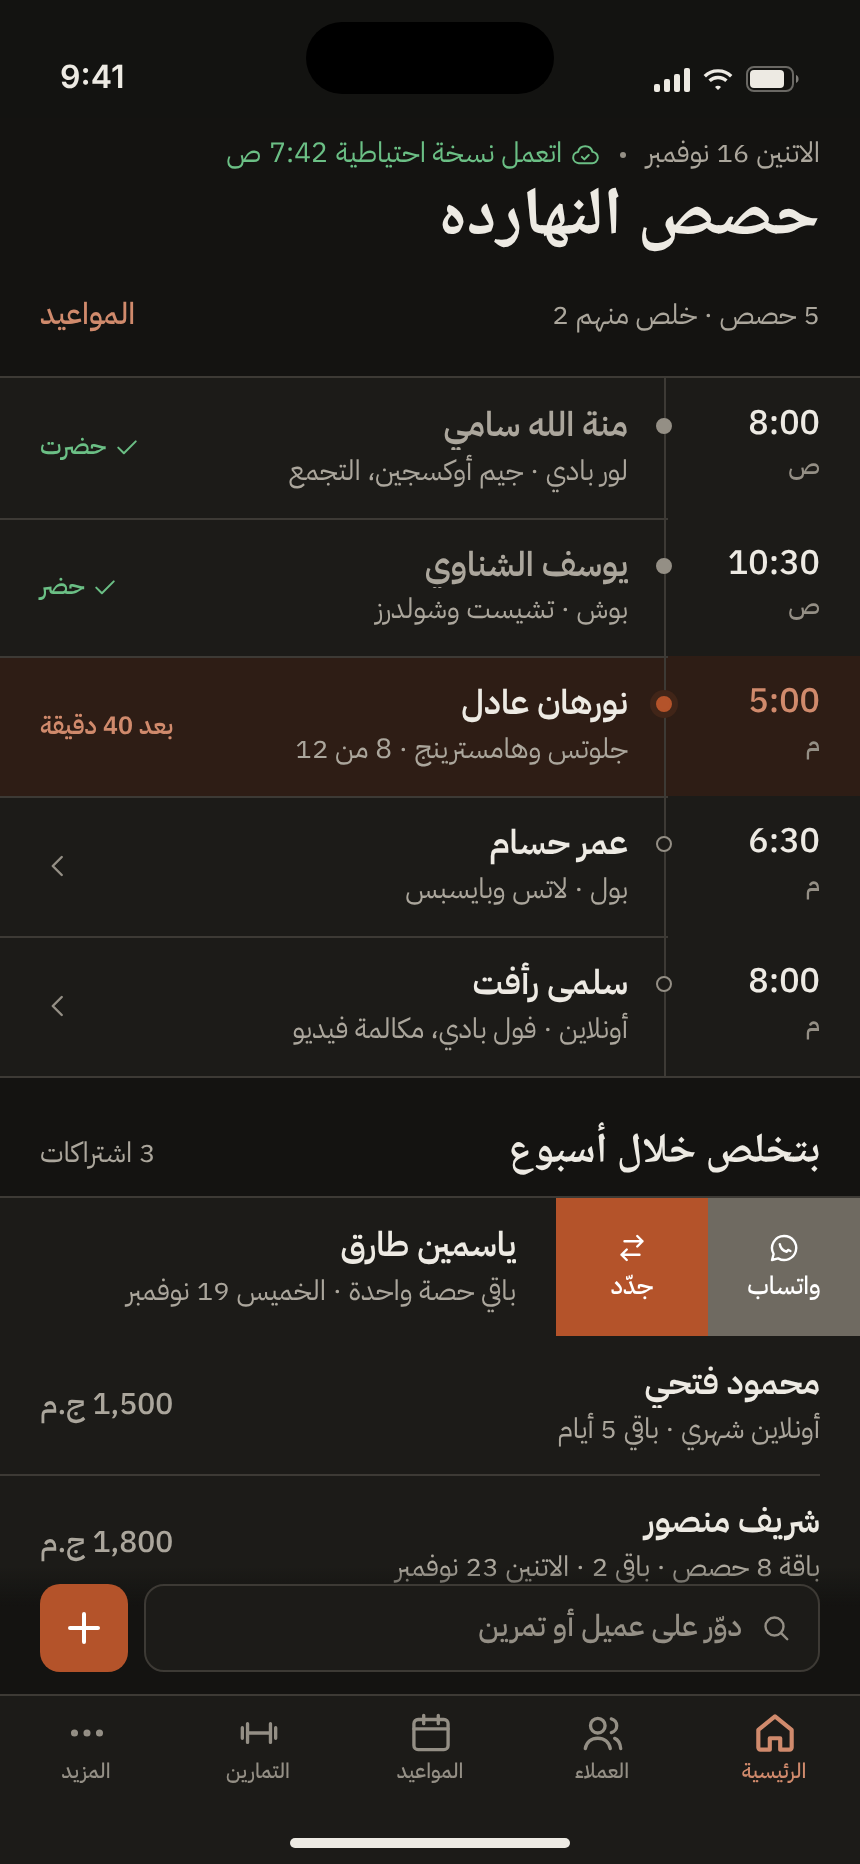 9:41
الاتنين 16 نوفمبر • اتعمل نسخة احتياطية 7:42 ص
حصص النهارده
5 حصص · خلص منهم 2
المواعيد
8:00 ص
منة الله سامي
لور بادي · جيم أوكسجين، التجمع
حضرت
10:30 ص
يوسف الشناوي
بوش · تشيست وشولدرز
حضر
5:00 م
نورهان عادل
جلوتس وهامسترينج · 8 من 12
بعد 40 دقيقة
6:30 م
عمر حسام
بول · لاتس وبايسبس
8:00 م
سلمى رأفت
أونلاين · فول بادي، مكالمة فيديو
بتخلص خلال أسبوع
3 اشتراكات
واتساب
جدّد
ياسمين طارق
باقي حصة واحدة · الخميس 19 نوفمبر
محمود فتحي
أونلاين شهري · باقي 5 أيام
1,500 ج.م
شريف منصور
باقة 8 حصص · باقي 2 · الاتنين 23 نوفمبر
1,800 ج.م
دوّر على عميل أو تمرين
الرئيسية
العملاء
المواعيد
التمارين
المزيد